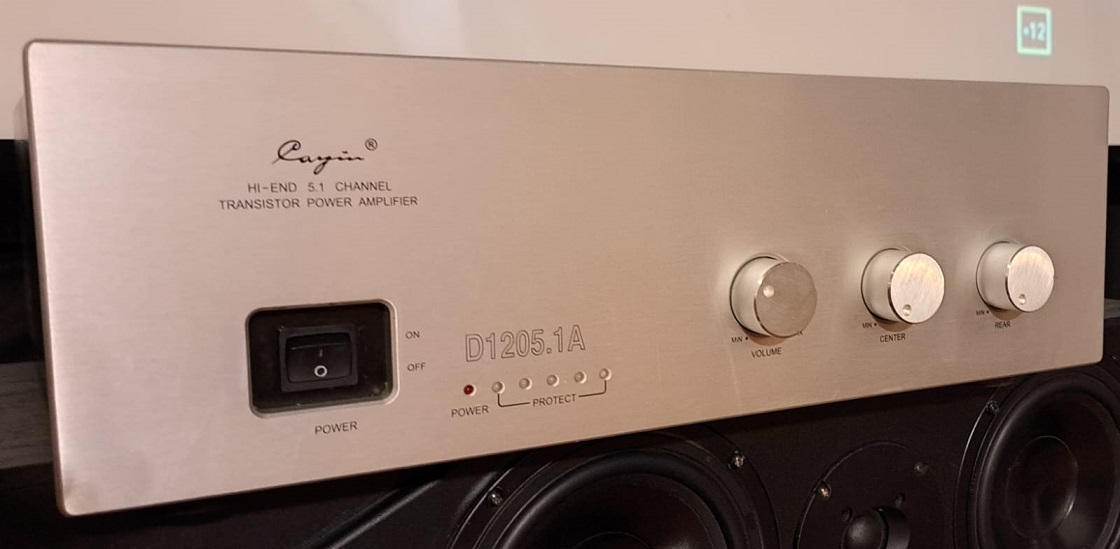 +12
Cayin®
HI-END 5.1 CHANNEL
TRANSISTOR POWER AMPLIFIER
ON
OFF
POWER
D1205.1A
POWER
PROTECT
MIN
VOLUME
MIN
CENTER
MIN
REAR